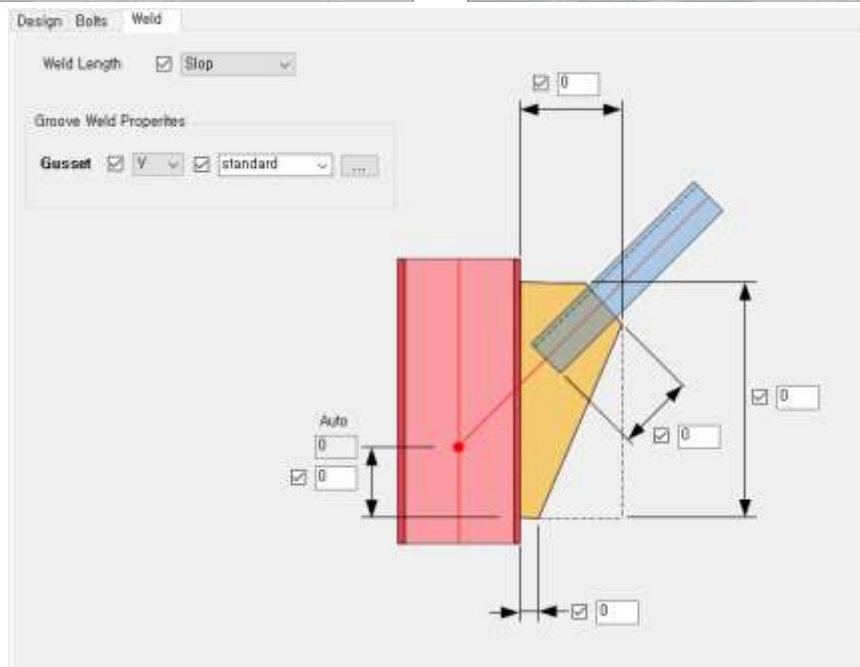 Design Bolts Weld
Weld Length Slop
Groove Weld Properites
Gusset V standard ...
0
0
0
Auto
0
0
0